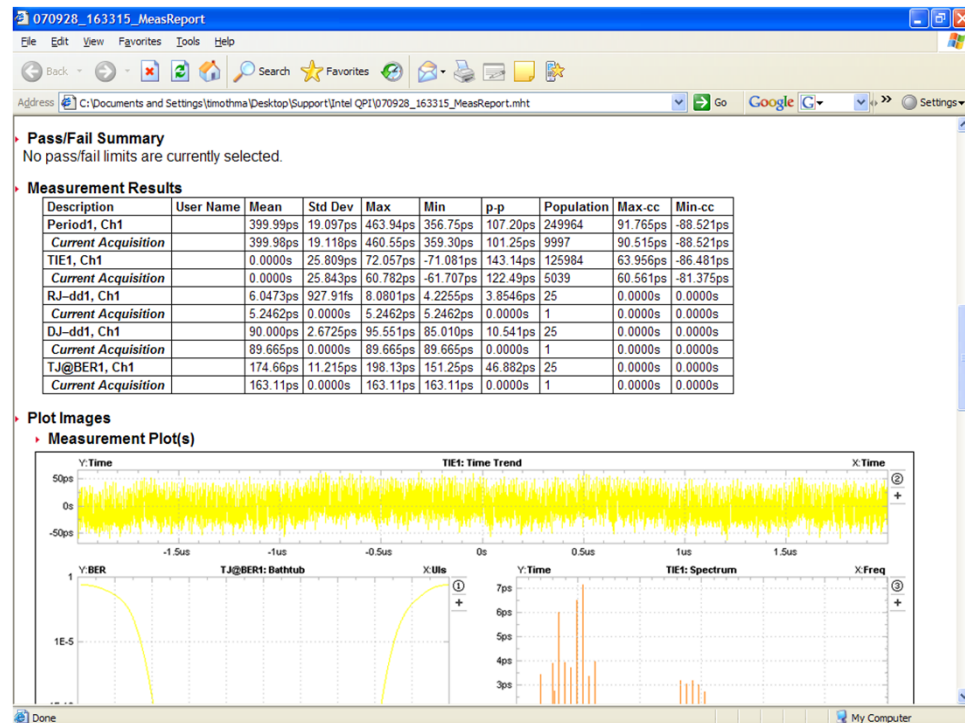 070928_163315_MeasReport
File Edit View Favorites Tools Help
Back Search Favorites
Address C:\Documents and Settings\timothma\Desktop\Support\Intel QPI\070928_163315_MeasReport.mht Go Google G Settings
Pass/Fail Summary
No pass/fail limits are currently selected.
Measurement Results
Description User Name Mean Std Dev Max Min p-p Population Max-cc Min-cc
Period1, Ch1 399.99ps 19.097ps 463.94ps 356.75ps 107.20ps 249964 91.765ps -88.521ps
Current Acquisition 399.98ps 19.118ps 460.55ps 359.30ps 101.25ps 9997 90.515ps -88.521ps
TIE1, Ch1 0.0000s 25.809ps 72.057ps -71.081ps 143.14ps 125984 63.956ps -86.481ps
Current Acquisition 0.0000s 25.843ps 60.782ps -61.707ps 122.49ps 5039 60.561ps -81.375ps
RJ–dd1, Ch1 6.0473ps 927.91fs 8.0801ps 4.2255ps 3.8546ps 25 0.0000s 0.0000s
Current Acquisition 5.2462ps 0.0000s 5.2462ps 5.2462ps 0.0000s 1 0.0000s 0.0000s
DJ–dd1, Ch1 90.000ps 2.6725ps 95.551ps 85.010ps 10.541ps 25 0.0000s 0.0000s
Current Acquisition 89.665ps 0.0000s 89.665ps 89.665ps 0.0000s 1 0.0000s 0.0000s
TJ@BER1, Ch1 174.66ps 11.215ps 198.13ps 151.25ps 46.882ps 25 0.0000s 0.0000s
Current Acquisition 163.11ps 0.0000s 163.11ps 163.11ps 0.0000s 1 0.0000s 0.0000s
Plot Images
Measurement Plot(s)
Y:Time TIE1: Time Trend X:Time
50ps
0s
-50ps
-1.5us -1us -0.5us 0s 0.5us 1us 1.5us
2
+
Y:BER TJ@BER1: Bathtub X:UIs
1
1E-5
1
+
Y:Time TIE1: Spectrum X:Freq
7ps
6ps
5ps
4ps
3ps
3
+
Done My Computer